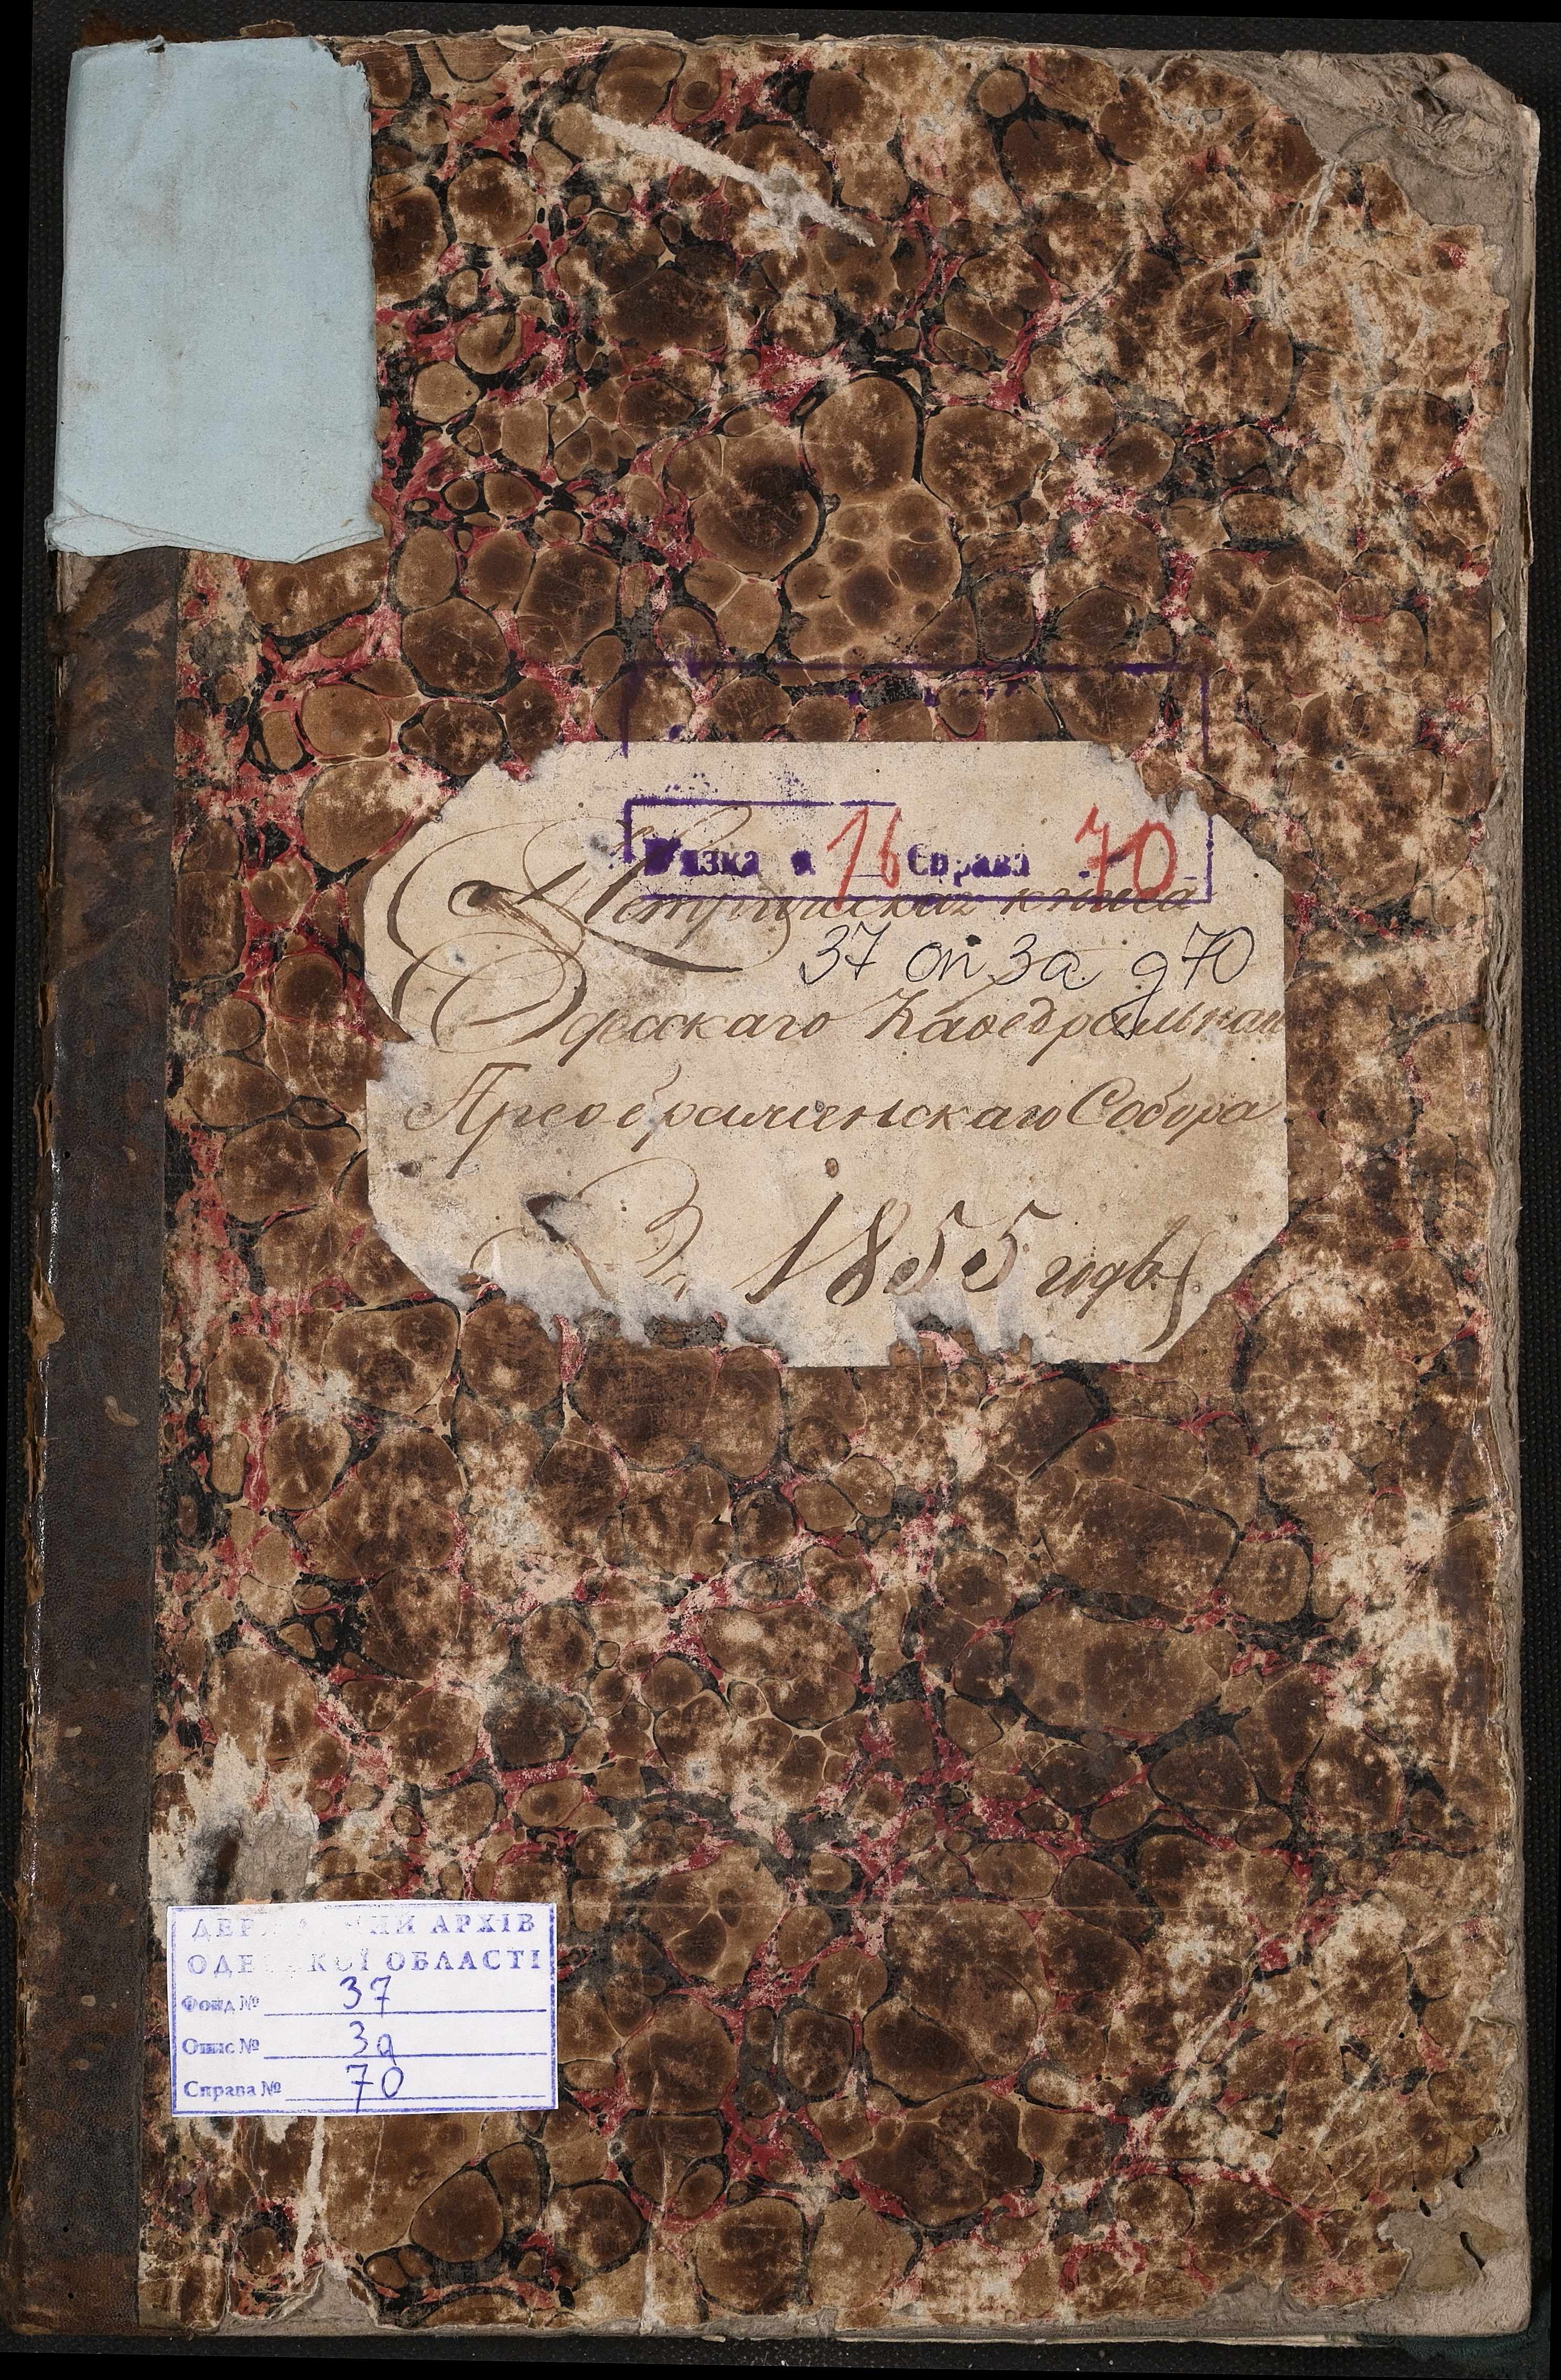 В'язка № 16 Справа 70
Метрическая книга
37 оп 3а д 70
Одесскаго Каѳедральнаго
Преображенскаго Собора
За 1855 годъ.
ДЕРЖАВНИЙ АРХІВ
ОДЕСЬКОЇ ОБЛАСТІ
Фонд № 37
Опис № 3а
Справа № 70